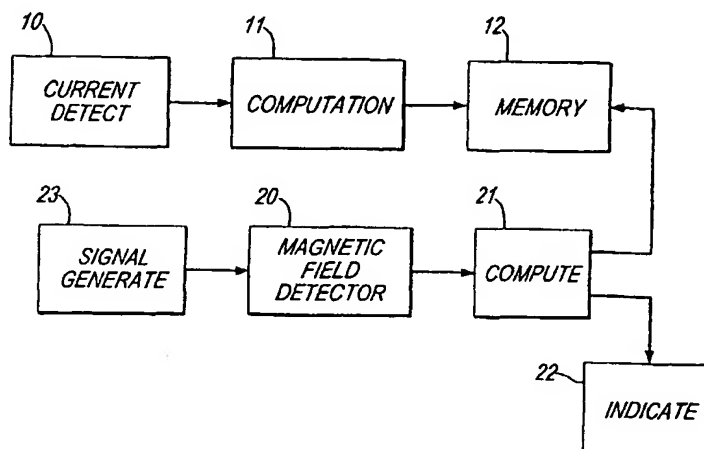 10
11
12
CURRENT
DETECT
COMPUTATION
MEMORY
23
20
21
SIGNAL
GENERATE
MAGNETIC
FIELD
DETECTOR
COMPUTE
22
INDICATE